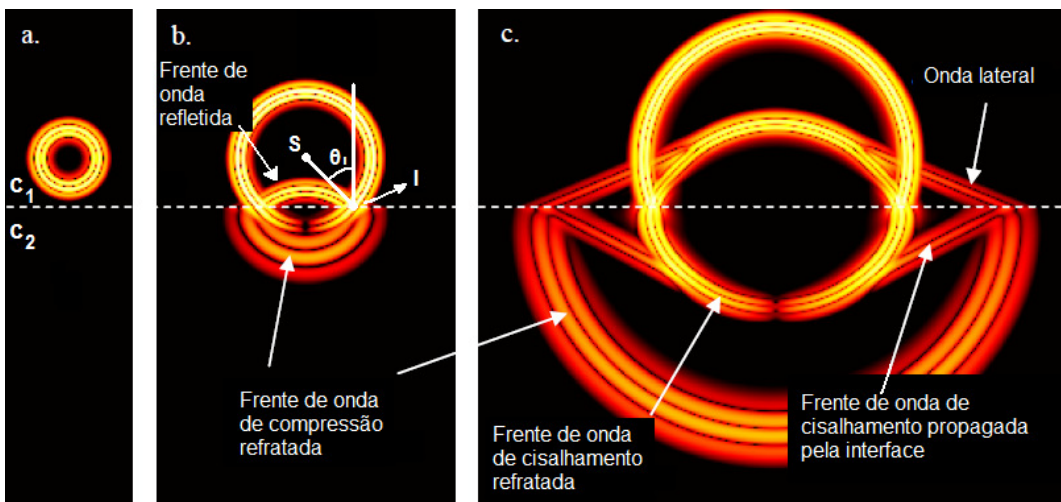 a.
C1
C2
b.
Frente de
onda
refletida
S
θI
I
Frente de onda
de compressão
refratada
c.
Onda lateral
Frente de onda
de cisalhamento
refratada
Frente de onda de
cisalhamento propagada
pela interface